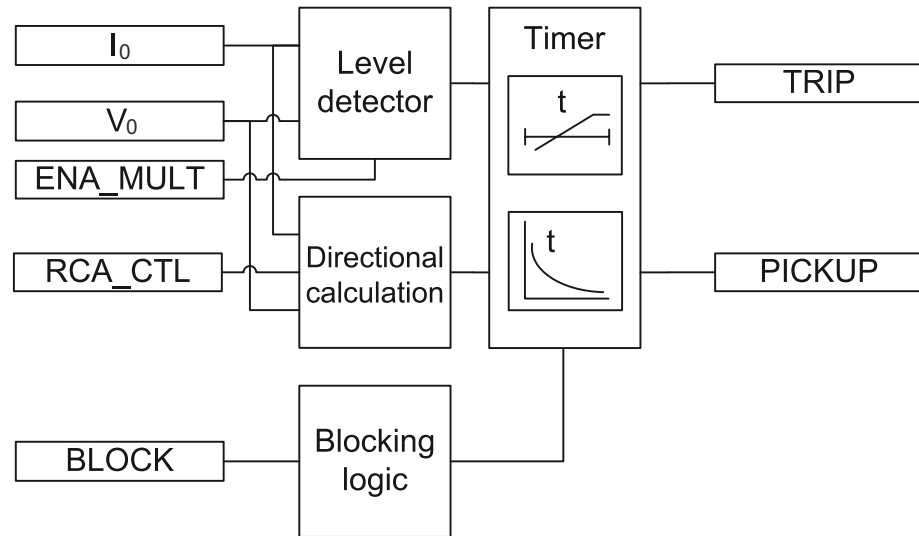 I₀
V₀
ENA_MULT
RCA_CTL
BLOCK
Level
detector
Directional
calculation
Blocking
logic
Timer
t
t
TRIP
PICKUP